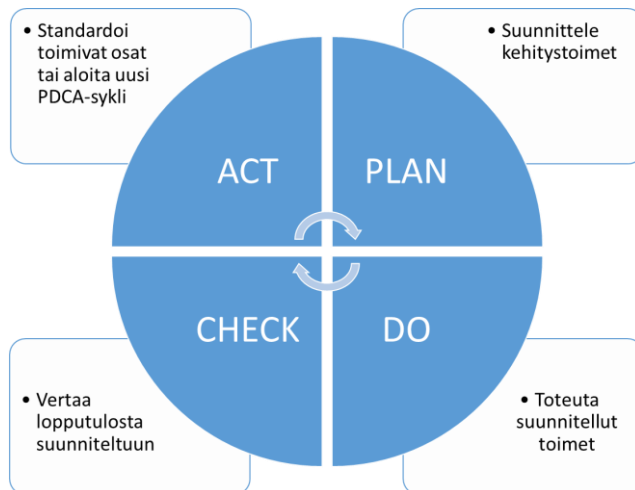 • Standardoi
toimivat osat
tai aloita uusi
PDCA-sykli
• Suunnittele
kehitystoimet
ACT
PLAN
CHECK
DO
• Vertaa
lopputulosta
suunniteltuun
• Toteuta
suunnitellut
toimet